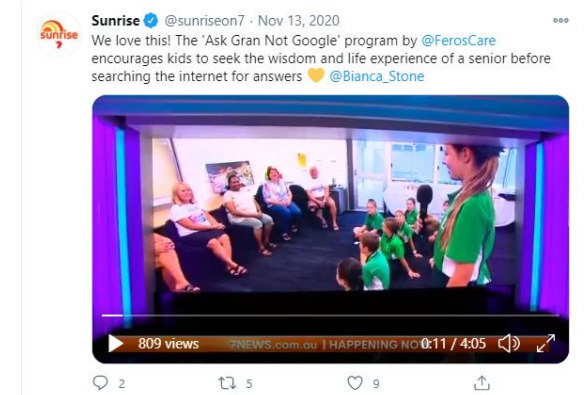 Sunrise @sunriseon7 · Nov 13, 2020
sunrise
7
We love this! The 'Ask Gran Not Google' program by @FerosCare
encourages kids to seek the wisdom and life experience of a senior before
searching the internet for answers 💛 @Bianca_Stone
809 views 7NEWS.com.au | HAPPENING NOW 0:11 / 4:05
2 5 9